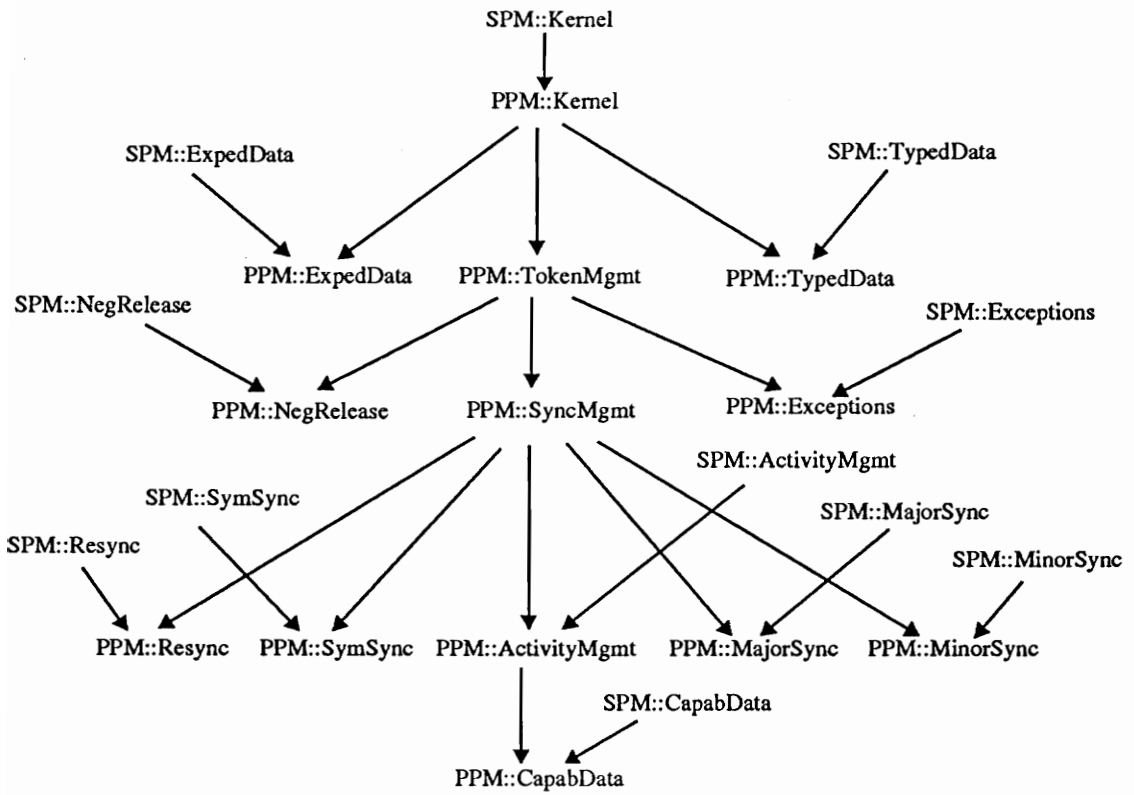 SPM::Kernel
PPM::Kernel
SPM::ExpedData
SPM::TypedData
PPM::ExpedData
PPM::TokenMgmt
PPM::TypedData
SPM::NegRelease
SPM::Exceptions
PPM::NegRelease
PPM::SyncMgmt
PPM::Exceptions
SPM::ActivityMgmt
SPM::SymSync
SPM::MajorSync
SPM::Resync
SPM::MinorSync
PPM::Resync
PPM::SymSync
PPM::ActivityMgmt
PPM::MajorSync
PPM::MinorSync
SPM::CapabData
PPM::CapabData